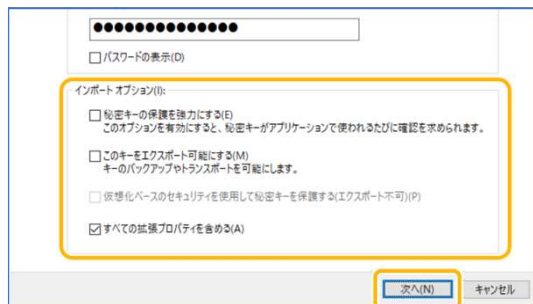 ●●●●●●●●●●●●●●
パスワードの表示(D)
インポート オプション(I):
秘密キーの保護を強力にする(E)
このオプションを有効にすると、秘密キーがアプリケーションで使われるたびに確認を求められます。
このキーをエクスポート可能にする(M)
キーのバックアップやトランスポートを可能にします。
仮想化ベースのセキュリティを使用して秘密キーを保護する(エクスポート不可)(P)
すべての拡張プロパティを含める(A)
次へ(N)
キャンセル